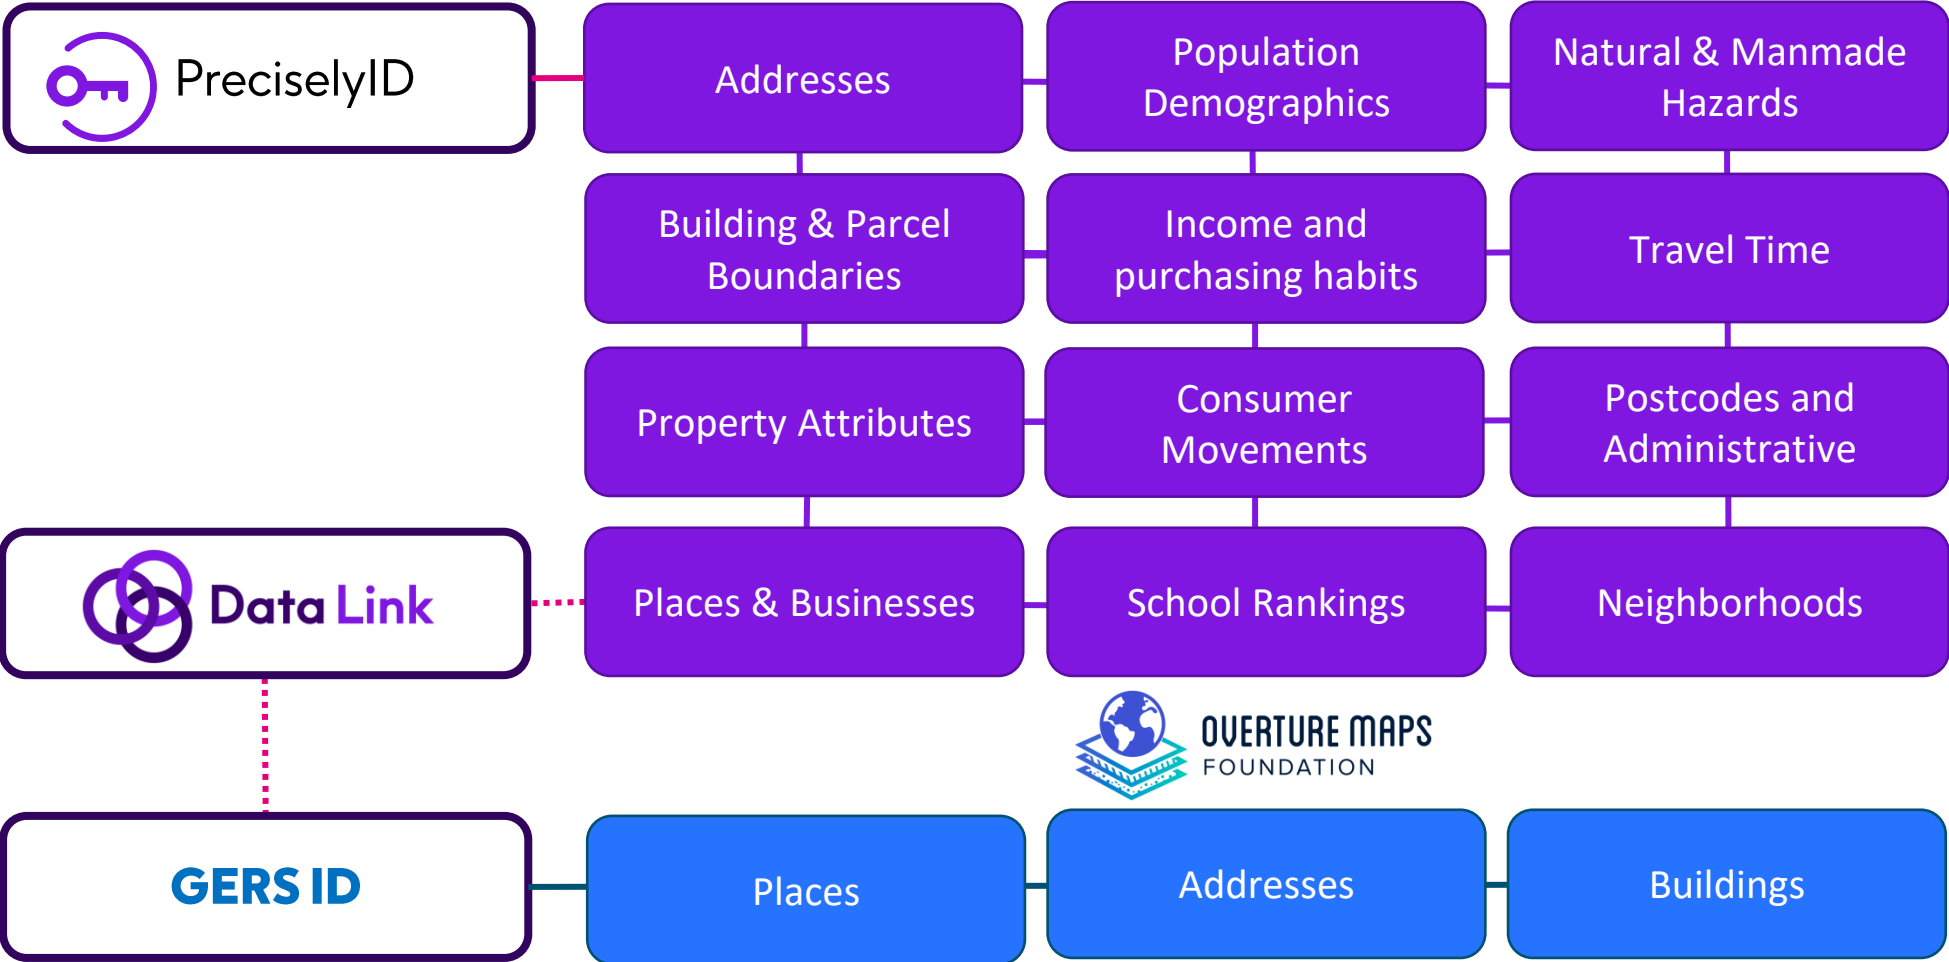 PreciselyID
Addresses
Population
Demographics
Natural & Manmade
Hazards
Building & Parcel
Boundaries
Income and
purchasing habits
Travel Time
Property Attributes
Consumer
Movements
Postcodes and
Administrative
Data Link
Places & Businesses
School Rankings
Neighborhoods
OVERTURE MAPS
FOUNDATION
GERS ID
Places
Addresses
Buildings